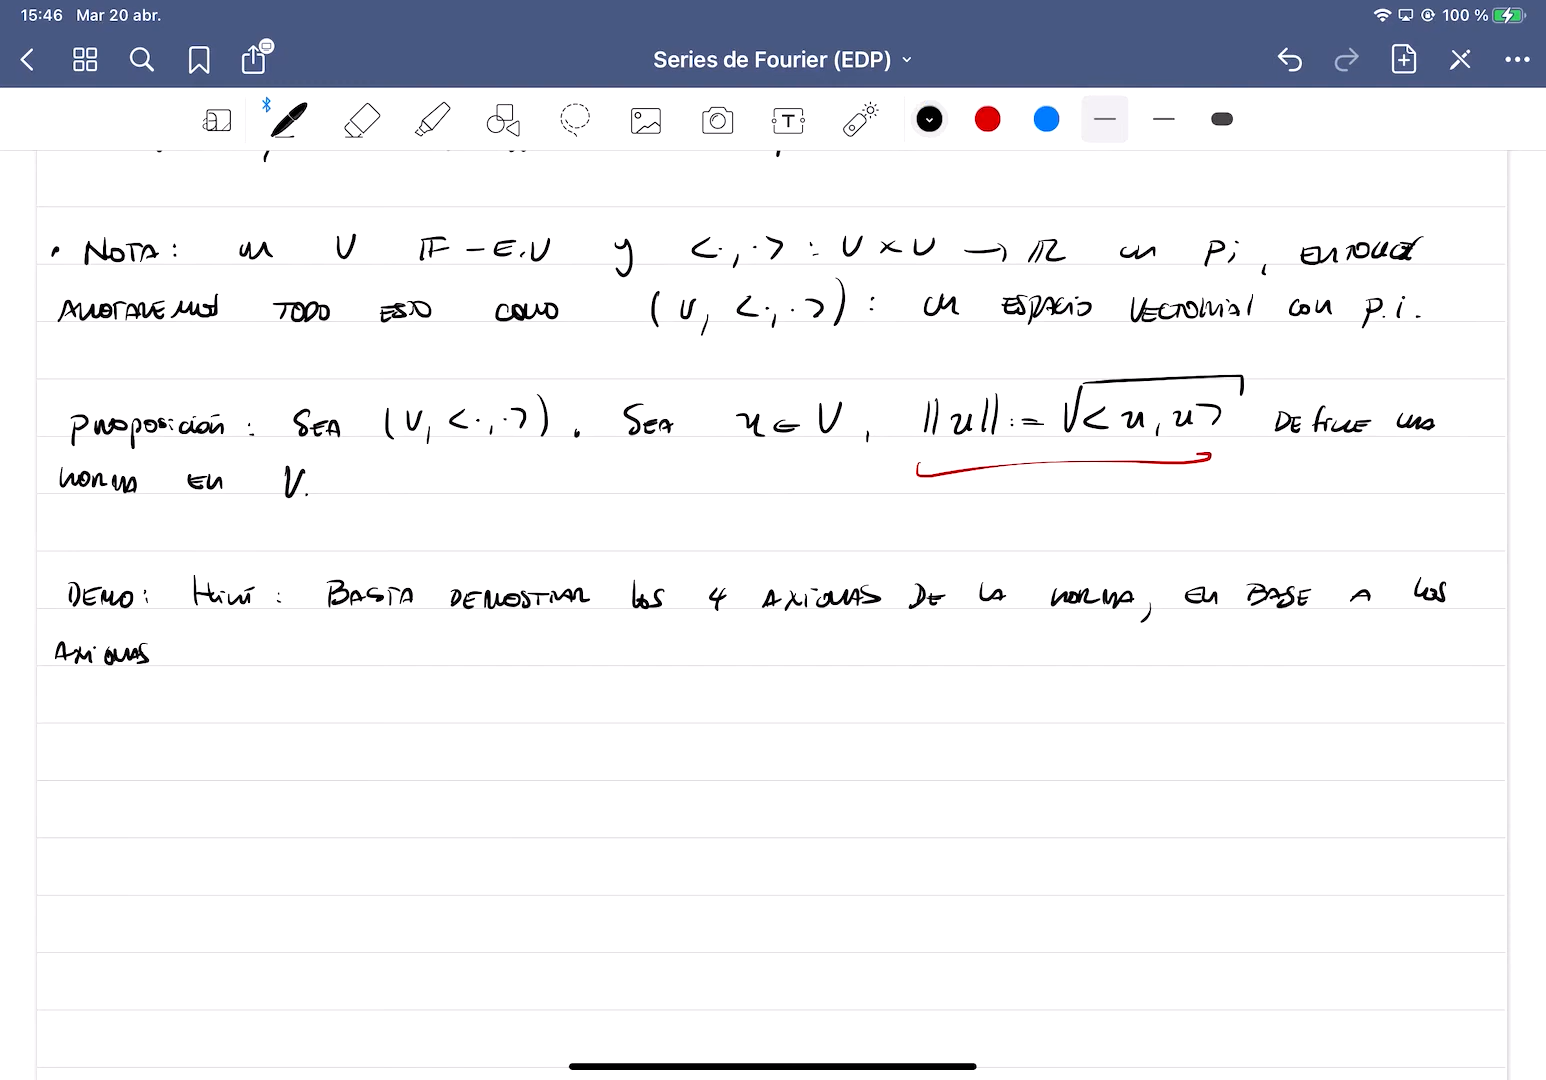 15:46 Mar 20 abr. 100 %
Series de Fourier (EDP)
T
• NOTA: un V 𝔽-E.V y <·,·> : V × V → ℝ un Pi, ENTONCES
ANOTAREMOS TODO ESTO COMO (V, <·,·>): UN ESPACIO VECTORIAL CON P.i.
PROPOSICIÓN: SEA (V, <·,·>). SEA u ∈ V, ||u|| := √<u,u> DEFINE UNA
NORMA EN V.
DEMO: Hint: BASTA DEMOSTRAR LOS 4 AXIOMAS DE LA NORMA, EN BASE A LOS
AXIOMAS